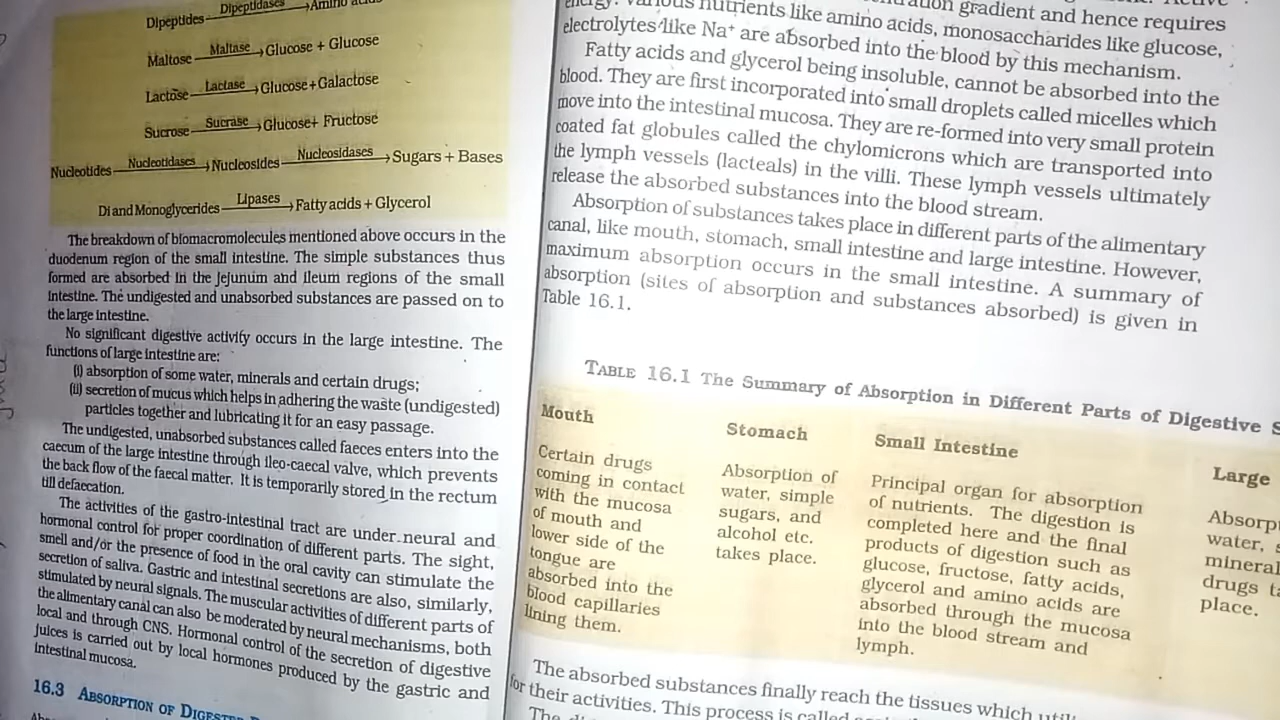 Dipeptides Dipeptidases Amino acids
Maltose Maltase Glucose + Glucose
Lactose Lactase Glucose+Galactose
Sucrose Sucrase Glucose+ Fructose
Nucleotides Nucleotidases Nucleosides Nucleosidases Sugars + Bases
Di and Monoglycerides Lipases Fatty acids + Glycerol
The breakdown of biomacromolecules mentioned above occurs in the
duodenum region of the small intestine. The simple substances thus
formed are absorbed in the jejunum and ileum regions of the small
intestine. The undigested and unabsorbed substances are passed on to
the large intestine.
No significant digestive activity occurs in the large intestine. The
functions of large intestine are:
(i) absorption of some water, minerals and certain drugs;
(ii) secretion of mucus which helps in adhering the waste (undigested)
particles together and lubricating it for an easy passage.
The undigested, unabsorbed substances called faeces enters into the
caecum of the large intestine through ileo-caecal valve, which prevents
the back flow of the faecal matter. It is temporarily stored in the rectum
till defaecation.
The activities of the gastro-intestinal tract are under neural and
hormonal control for proper coordination of different parts. The sight,
smell and/or the presence of food in the oral cavity can stimulate the
secretion of saliva. Gastric and intestinal secretions are also, similarly,
stimulated by neural signals. The muscular activities of different parts of
the alimentary canal can also be moderated by neural mechanisms, both
local and through CNS. Hormonal control of the secretion of digestive
juices is carried out by local hormones produced by the gastric and
intestinal mucosa.
16.3 ABSORPTION OF DIGESTED
gradient and hence requires
energy. Various nutrients like amino acids, monosaccharides like glucose,
electrolytes like Na⁺ are absorbed into the blood by this mechanism.
Fatty acids and glycerol being insoluble, cannot be absorbed into the
blood. They are first incorporated into small droplets called micelles which
move into the intestinal mucosa. They are re-formed into very small protein
coated fat globules called the chylomicrons which are transported into
the lymph vessels (lacteals) in the villi. These lymph vessels ultimately
release the absorbed substances into the blood stream.
Absorption of substances takes place in different parts of the alimentary
canal, like mouth, stomach, small intestine and large intestine. However,
maximum absorption occurs in the small intestine. A summary of
absorption (sites of absorption and substances absorbed) is given in
Table 16.1.
TABLE 16.1 The Summary of Absorption in Different Parts of Digestive S
Mouth
Certain drugs
coming in contact
with the mucosa
of mouth and
lower side of the
tongue are
absorbed into the
blood capillaries
lining them.
Stomach
Absorption of
water, simple
sugars, and
alcohol etc.
takes place.
Small Intestine
Principal organ for absorption
of nutrients. The digestion is
completed here and the final
products of digestion such as
glucose, fructose, fatty acids,
glycerol and amino acids are
absorbed through the mucosa
into the blood stream and
lymph.
Large
Absorp
water, s
mineral
drugs ta
place.
The absorbed substances finally reach the tissues which utili
for their activities. This process is called
The